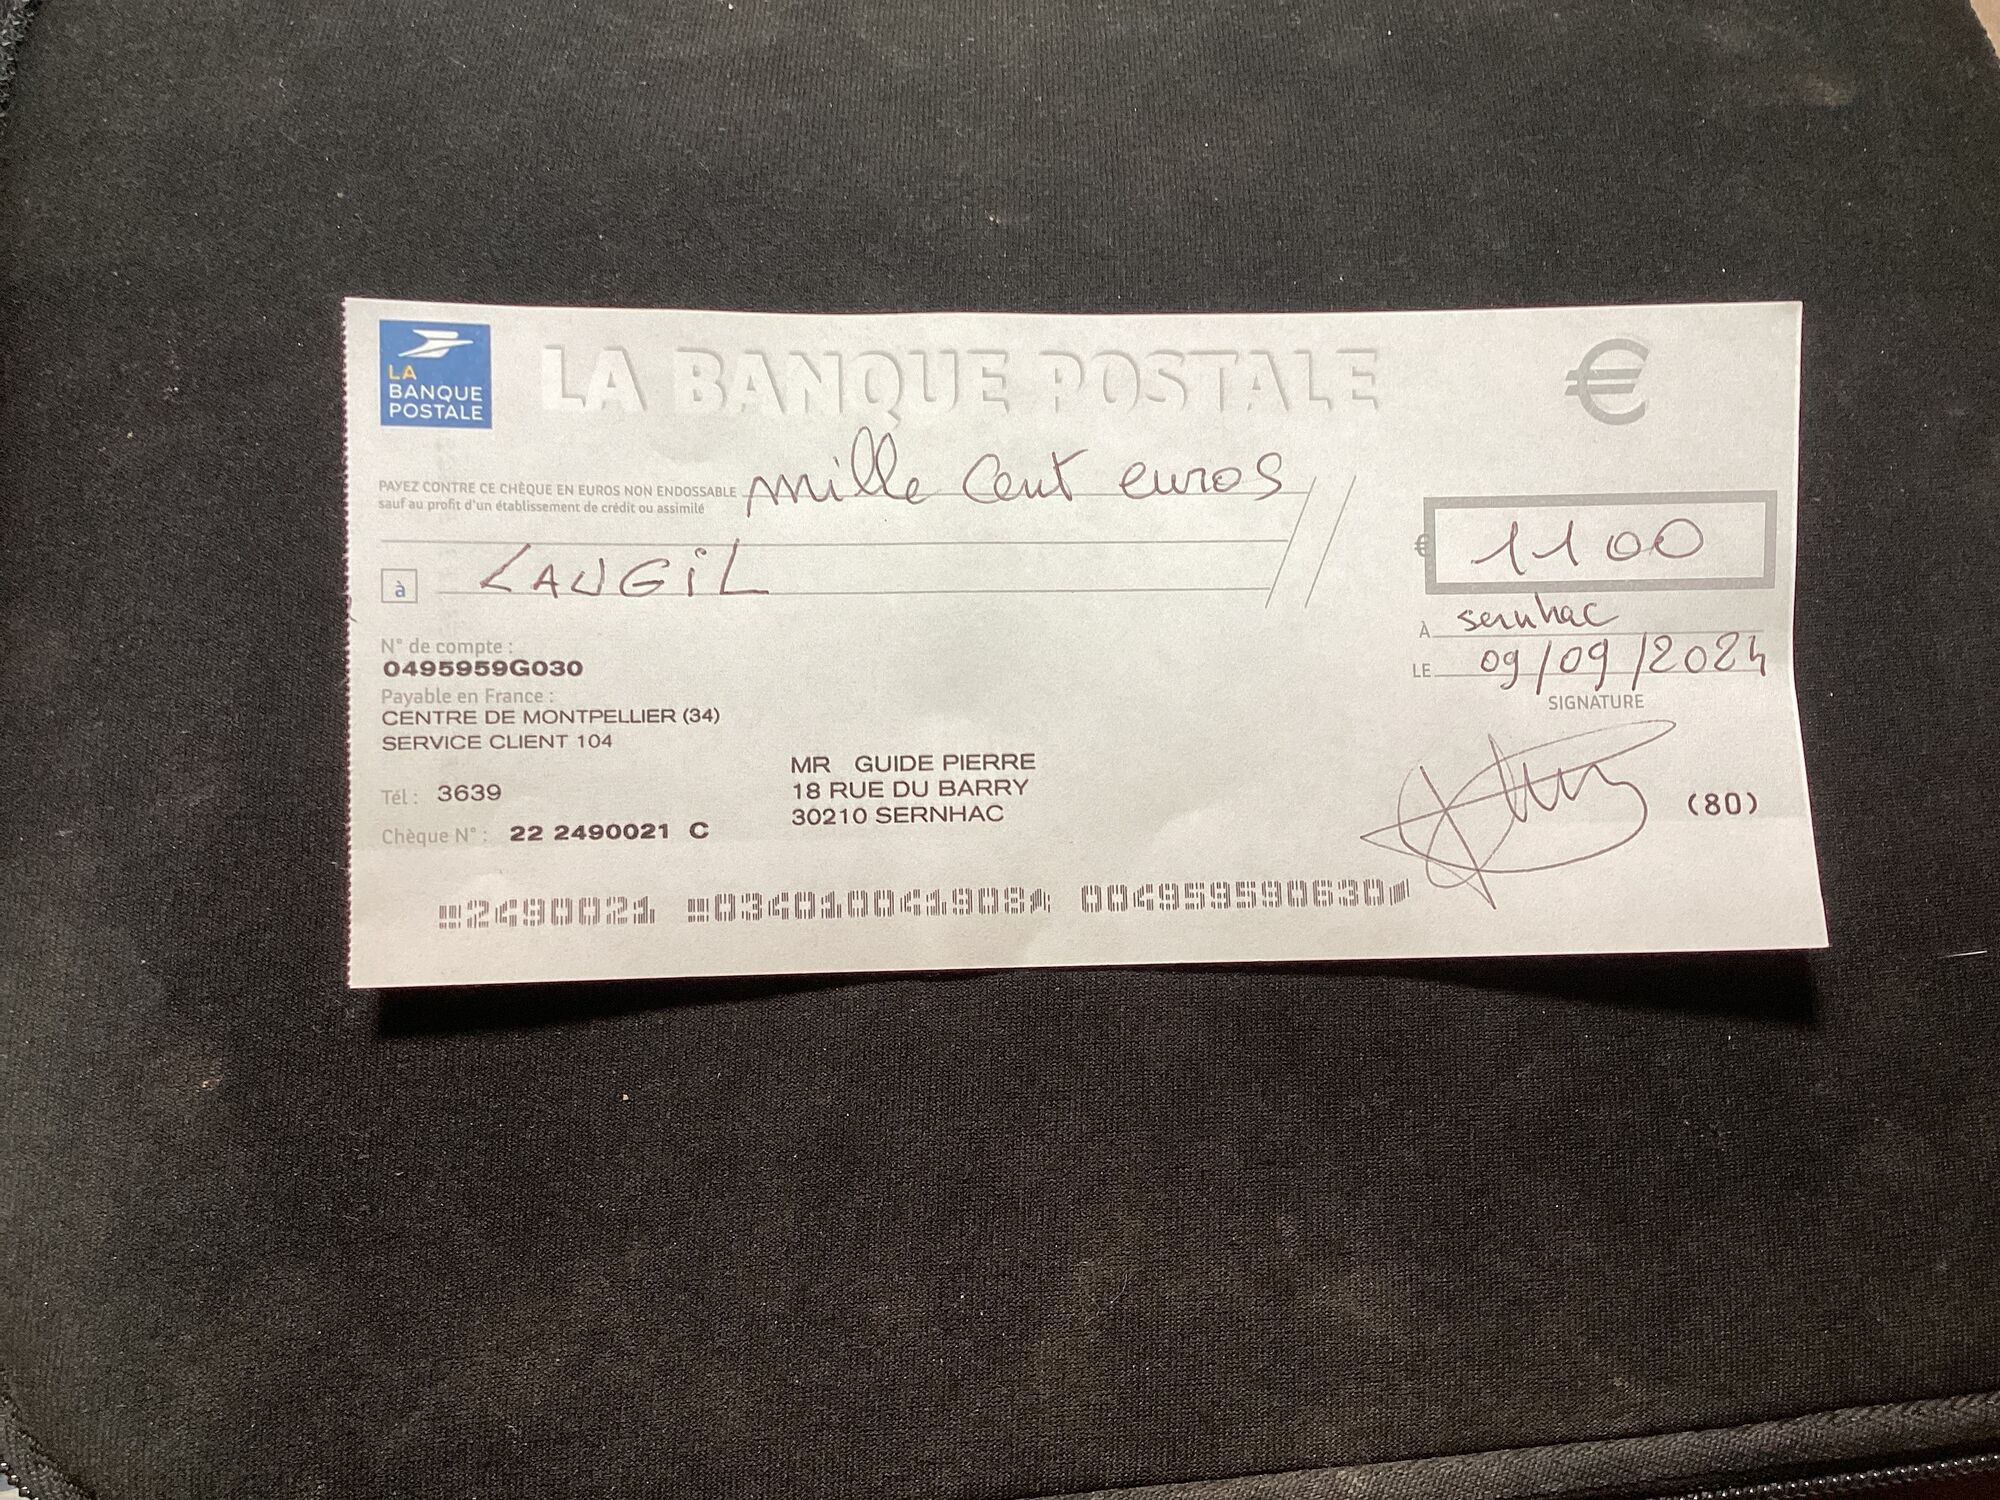 LA
BANQUE
POSTALE
LA BANQUE POSTALE
€
PAYEZ CONTRE CE CHÈQUE EN EUROS NON ENDOSSABLE mille cent euros
sauf au profit d'un établissement de crédit ou assimilé
€ 1100
à LAUGIL
À sernhac
LE 09/09/2024
SIGNATURE
N° de compte :
0495959G030
Payable en France :
CENTRE DE MONTPELLIER (34)
SERVICE CLIENT 104
MR GUIDE PIERRE
18 RUE DU BARRY
30210 SERNHAC
Tél : 3639
(80)
Chèque N° : 22 2490021 C
2490021 034010041908 004959590630